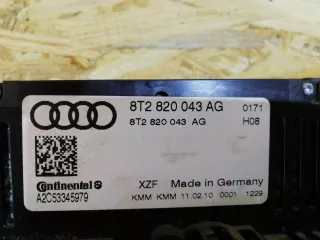 8T2 820 043 AG 0171
8T2 820 043 AG H08
Continental XZF Made in Germany
A2C53345979 KMM KMM 11.02.10 0001 1229